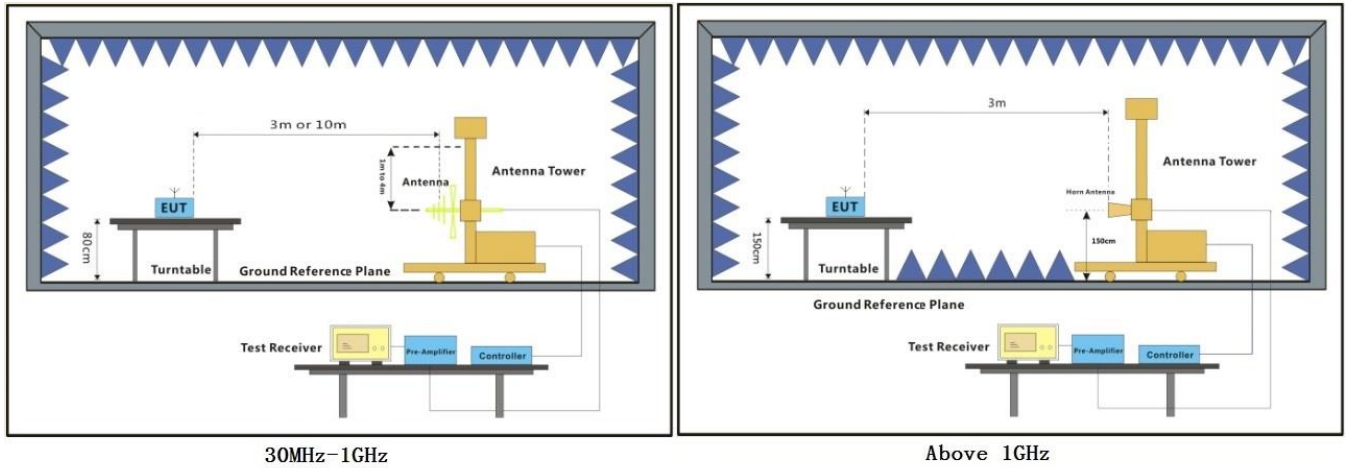 3m or 10m
1m to 4m
Antenna
Antenna Tower
EUT
80cm
Turntable
Ground Reference Plane
Test Receiver
Pre-Amplifier
Controller
30MHz-1GHz
3m
Antenna Tower
Horn Antenna
EUT
150cm
150cm
Turntable
Ground Reference Plane
Test Receiver
Pre-Amplifier
Controller
Above 1GHz